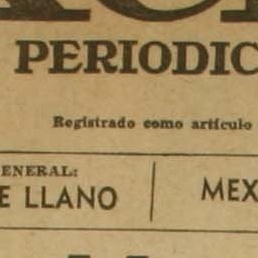 PERIODIC
Registrado como artículo
ENERAL:
E LLANO
MEX